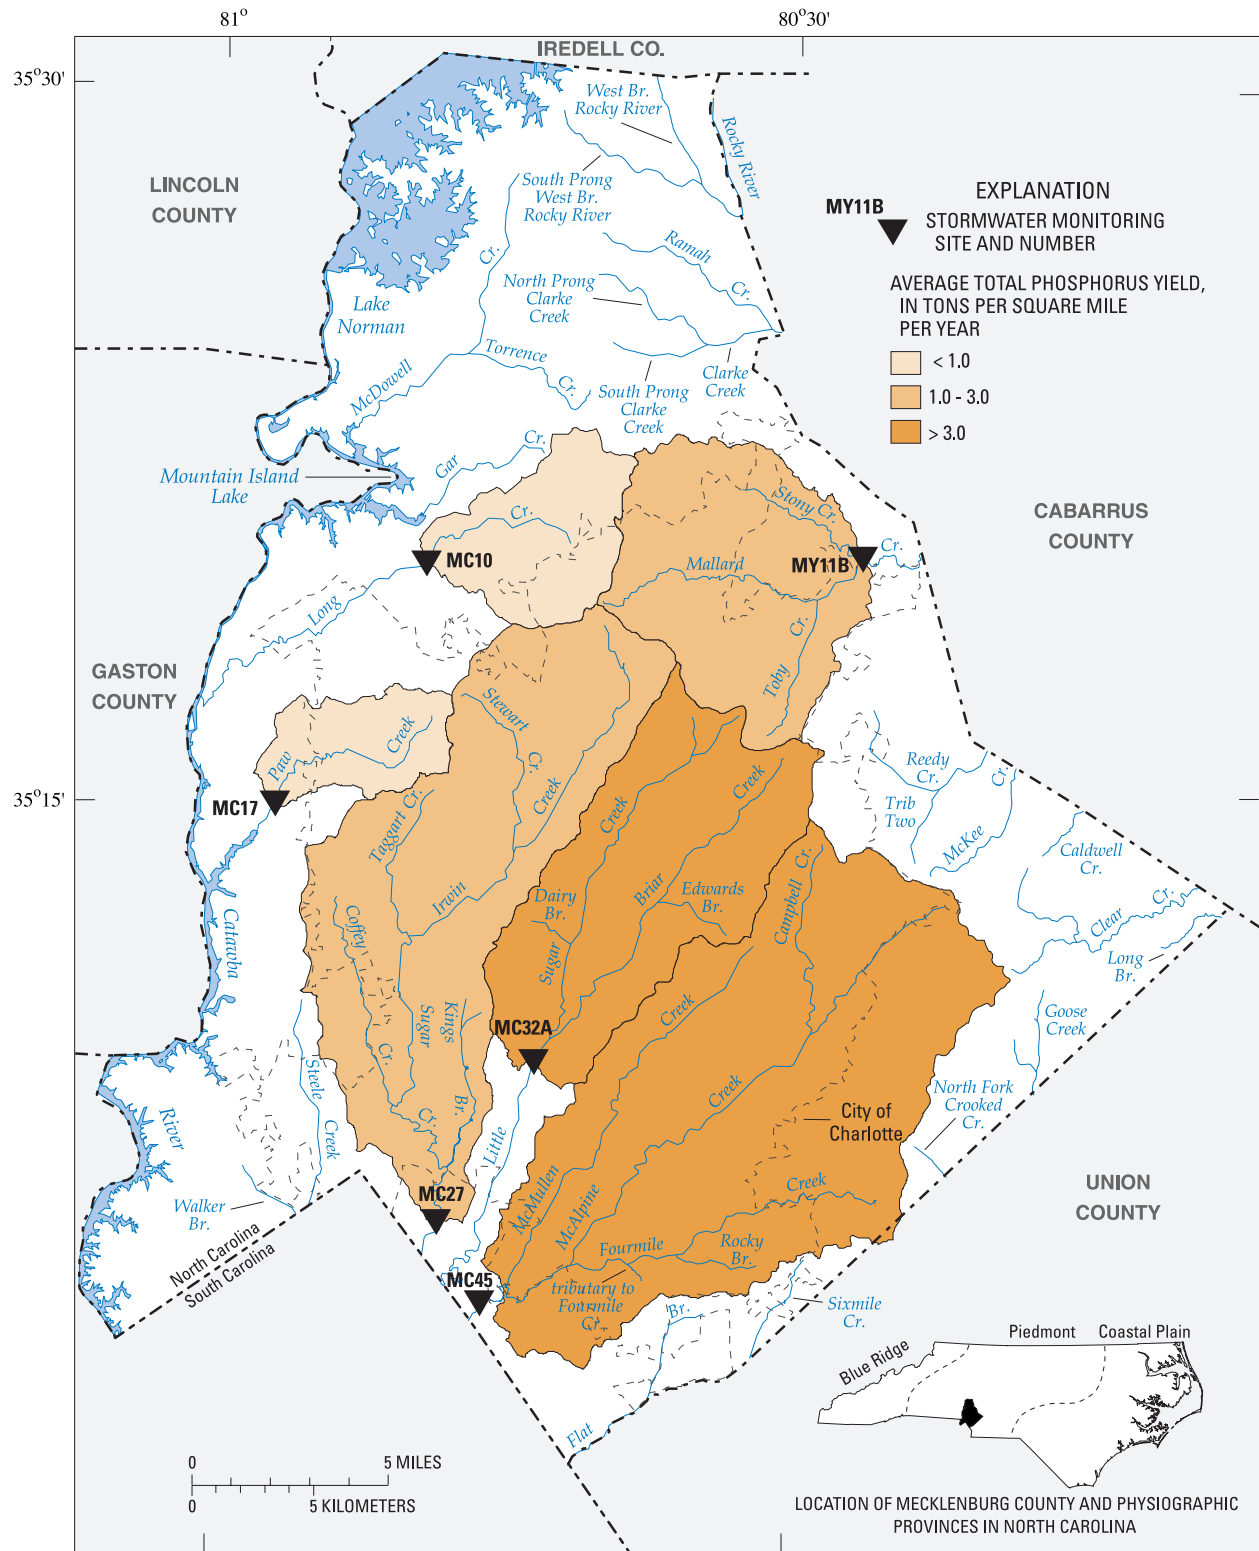 81°
80°30'
35°30'
IREDELL CO.
West Br.
Rocky River
Rocky River
LINCOLN
COUNTY
South Prong
West Br.
Rocky River
EXPLANATION
MY11B
STORMWATER MONITORING
SITE AND NUMBER
AVERAGE TOTAL PHOSPHORUS YIELD,
IN TONS PER SQUARE MILE
PER YEAR
< 1.0
1.0 - 3.0
> 3.0
Ramah
Cr.
Cr.
North Prong
Clarke
Creek
Lake
Norman
Torrence
Cr.
McDowell
South Prong
Clarke
Creek
Clarke
Creek
Mountain Island
Lake
Gar
Cr.
Cr.
Stony Cr.
CABARRUS
COUNTY
MC10
Mallard
MY11B
Cr.
Long
Cr.
Toby
GASTON
COUNTY
Stewart
Cr.
Creek
Paw
Creek
35°15'
MC17
Taggart Cr.
Irwin
Creek
Creek
Reedy
Cr.
Trib
Two
Cr.
McKee
Caldwell
Cr.
Dairy
Br.
Briar
Edwards
Br.
Campbell
Cr.
Clear
Cr.
Long
Br.
Catawba
Coffey
Cr.
Sugar
Creek
Goose
Creek
Kings
Sugar
MC32A
Steele
Creek
Creek
North Fork
Crooked
Cr.
City of
Charlotte
River
Cr.
Br.
Little
Walker
Br.
MC27
McMullen
McAlpine
Creek
UNION
COUNTY
North Carolina
South Carolina
Fourmile
Rocky
Br.
MC45
tributary to
Fourmile
Cr.
Br.
Sixmile
Cr.
Flat
Blue Ridge
Piedmont
Coastal Plain
0
5 MILES
0
5 KILOMETERS
LOCATION OF MECKLENBURG COUNTY AND PHYSIOGRAPHIC
PROVINCES IN NORTH CAROLINA